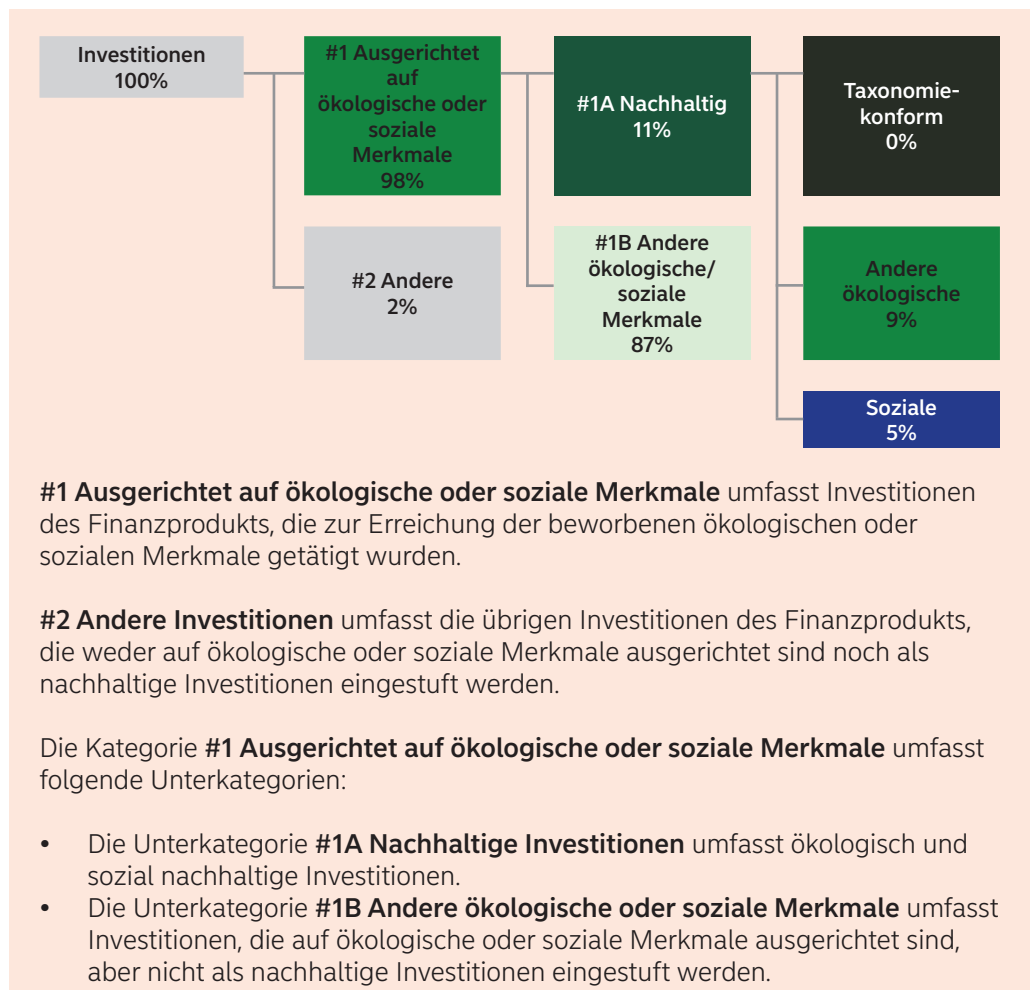 Investitionen
100%
#1 Ausgerichtet
auf
ökologische oder
soziale
Merkmale
98%
#1A Nachhaltig
11%
Taxonomie-
konform
0%
#2 Andere
2%
#1B Andere
ökologische/
soziale
Merkmale
87%
Andere
ökologische
9%
Soziale
5%
#1 Ausgerichtet auf ökologische oder soziale Merkmale umfasst Investitionen
des Finanzprodukts, die zur Erreichung der beworbenen ökologischen oder
sozialen Merkmale getätigt wurden.
#2 Andere Investitionen umfasst die übrigen Investitionen des Finanzprodukts,
die weder auf ökologische oder soziale Merkmale ausgerichtet sind noch als
nachhaltige Investitionen eingestuft werden.
Die Kategorie #1 Ausgerichtet auf ökologische oder soziale Merkmale umfasst
folgende Unterkategorien:
• Die Unterkategorie #1A Nachhaltige Investitionen umfasst ökologisch und
sozial nachhaltige Investitionen.
• Die Unterkategorie #1B Andere ökologische oder soziale Merkmale umfasst
Investitionen, die auf ökologische oder soziale Merkmale ausgerichtet sind,
aber nicht als nachhaltige Investitionen eingestuft werden.